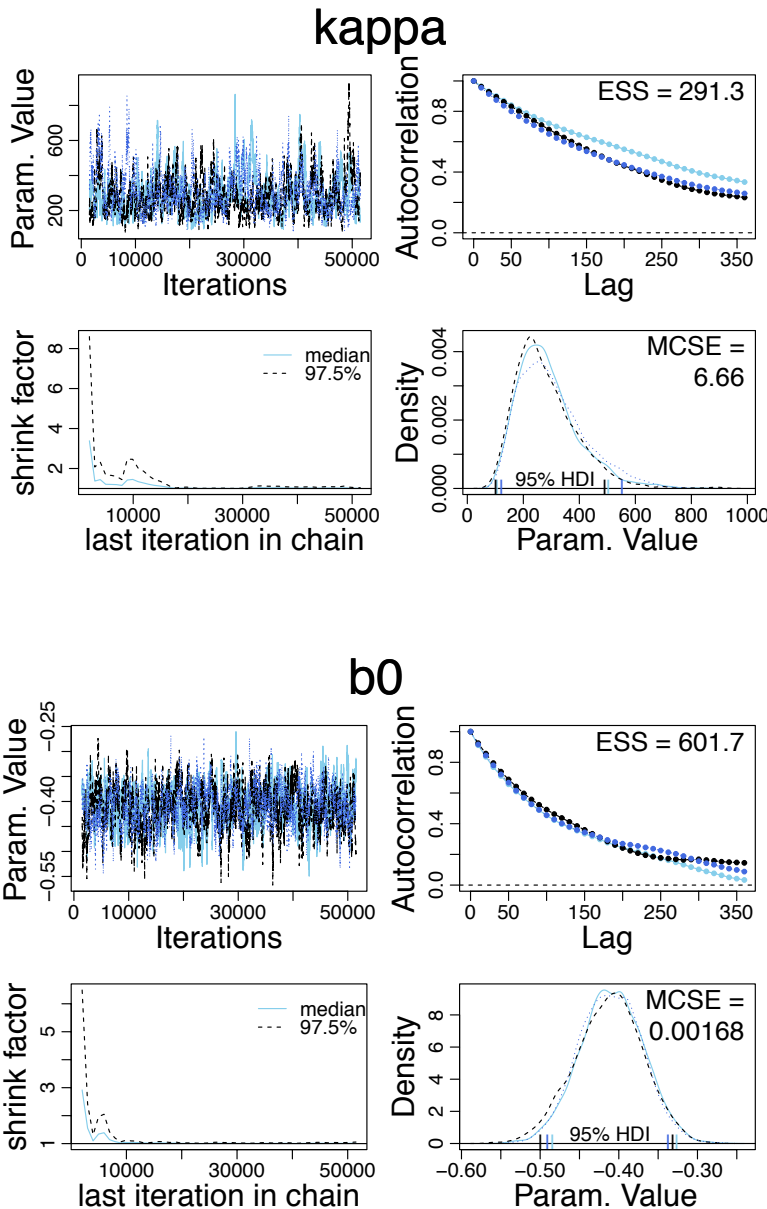 kappa
Param. Value
200 600
0 10000 30000 50000
Iterations
Autocorrelation
0.0 0.4 0.8
ESS = 291.3
0 50 150 250 350
Lag
shrink factor
2 4 6 8
median
97.5%
10000 30000 50000
last iteration in chain
Density
0.000 0.002 0.004
MCSE =
6.66
95% HDI
0 200 400 600 800 1000
Param. Value
b0
Param. Value
−0.55 −0.40 −0.25
0 10000 30000 50000
Iterations
Autocorrelation
0.0 0.4 0.8
ESS = 601.7
0 50 150 250 350
Lag
shrink factor
1 3 5
median
97.5%
10000 30000 50000
last iteration in chain
Density
0 2 4 6 8
MCSE =
0.00168
95% HDI
−0.60 −0.50 −0.40 −0.30
Param. Value